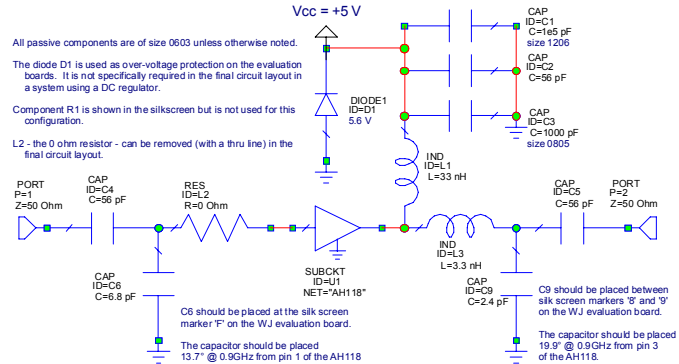 Vcc = +5 V
All passive components are of size 0603 unless otherwise noted.
The diode D1 is used as over-voltage protection on the evaluation
boards. It is not specifically required in the final circuit layout in
a system using a DC regulator.
Component R1 is shown in the silkscreen but is not used for this
configuration.
L2 - the 0 ohm resistor - can be removed (with a thru line) in the
final circuit layout.
CAP
ID=C1
C=1e5 pF
size 1206
CAP
ID=C2
C=56 pF
CAP
ID=C3
C=1000 pF
size 0805
DIODE1
ID=D1
5.6 V
IND
ID=L1
L=33 nH
PORT
P=1
Z=50 Ohm
CAP
ID=C4
C=56 pF
RES
ID=L2
R=0 Ohm
CAP
ID=C6
C=6.8 pF
SUBCKT
ID=U1
NET="AH118"
IND
ID=L3
L=3.3 nH
CAP
ID=C5
C=56 pF
PORT
P=2
Z=50 Ohm
CAP
ID=C9
C=2.4 pF
C6 should be placed at the silk screen
marker 'F' on the WJ evaluation board.
The capacitor should be placed
13.7° @ 0.9GHz from pin 1 of the AH118
C9 should be placed between
silk screen markers '8' and '9'
on the WJ evaluation board.
The capacitor should be placed
19.9° @ 0.9GHz from pin 3
of the AH118.